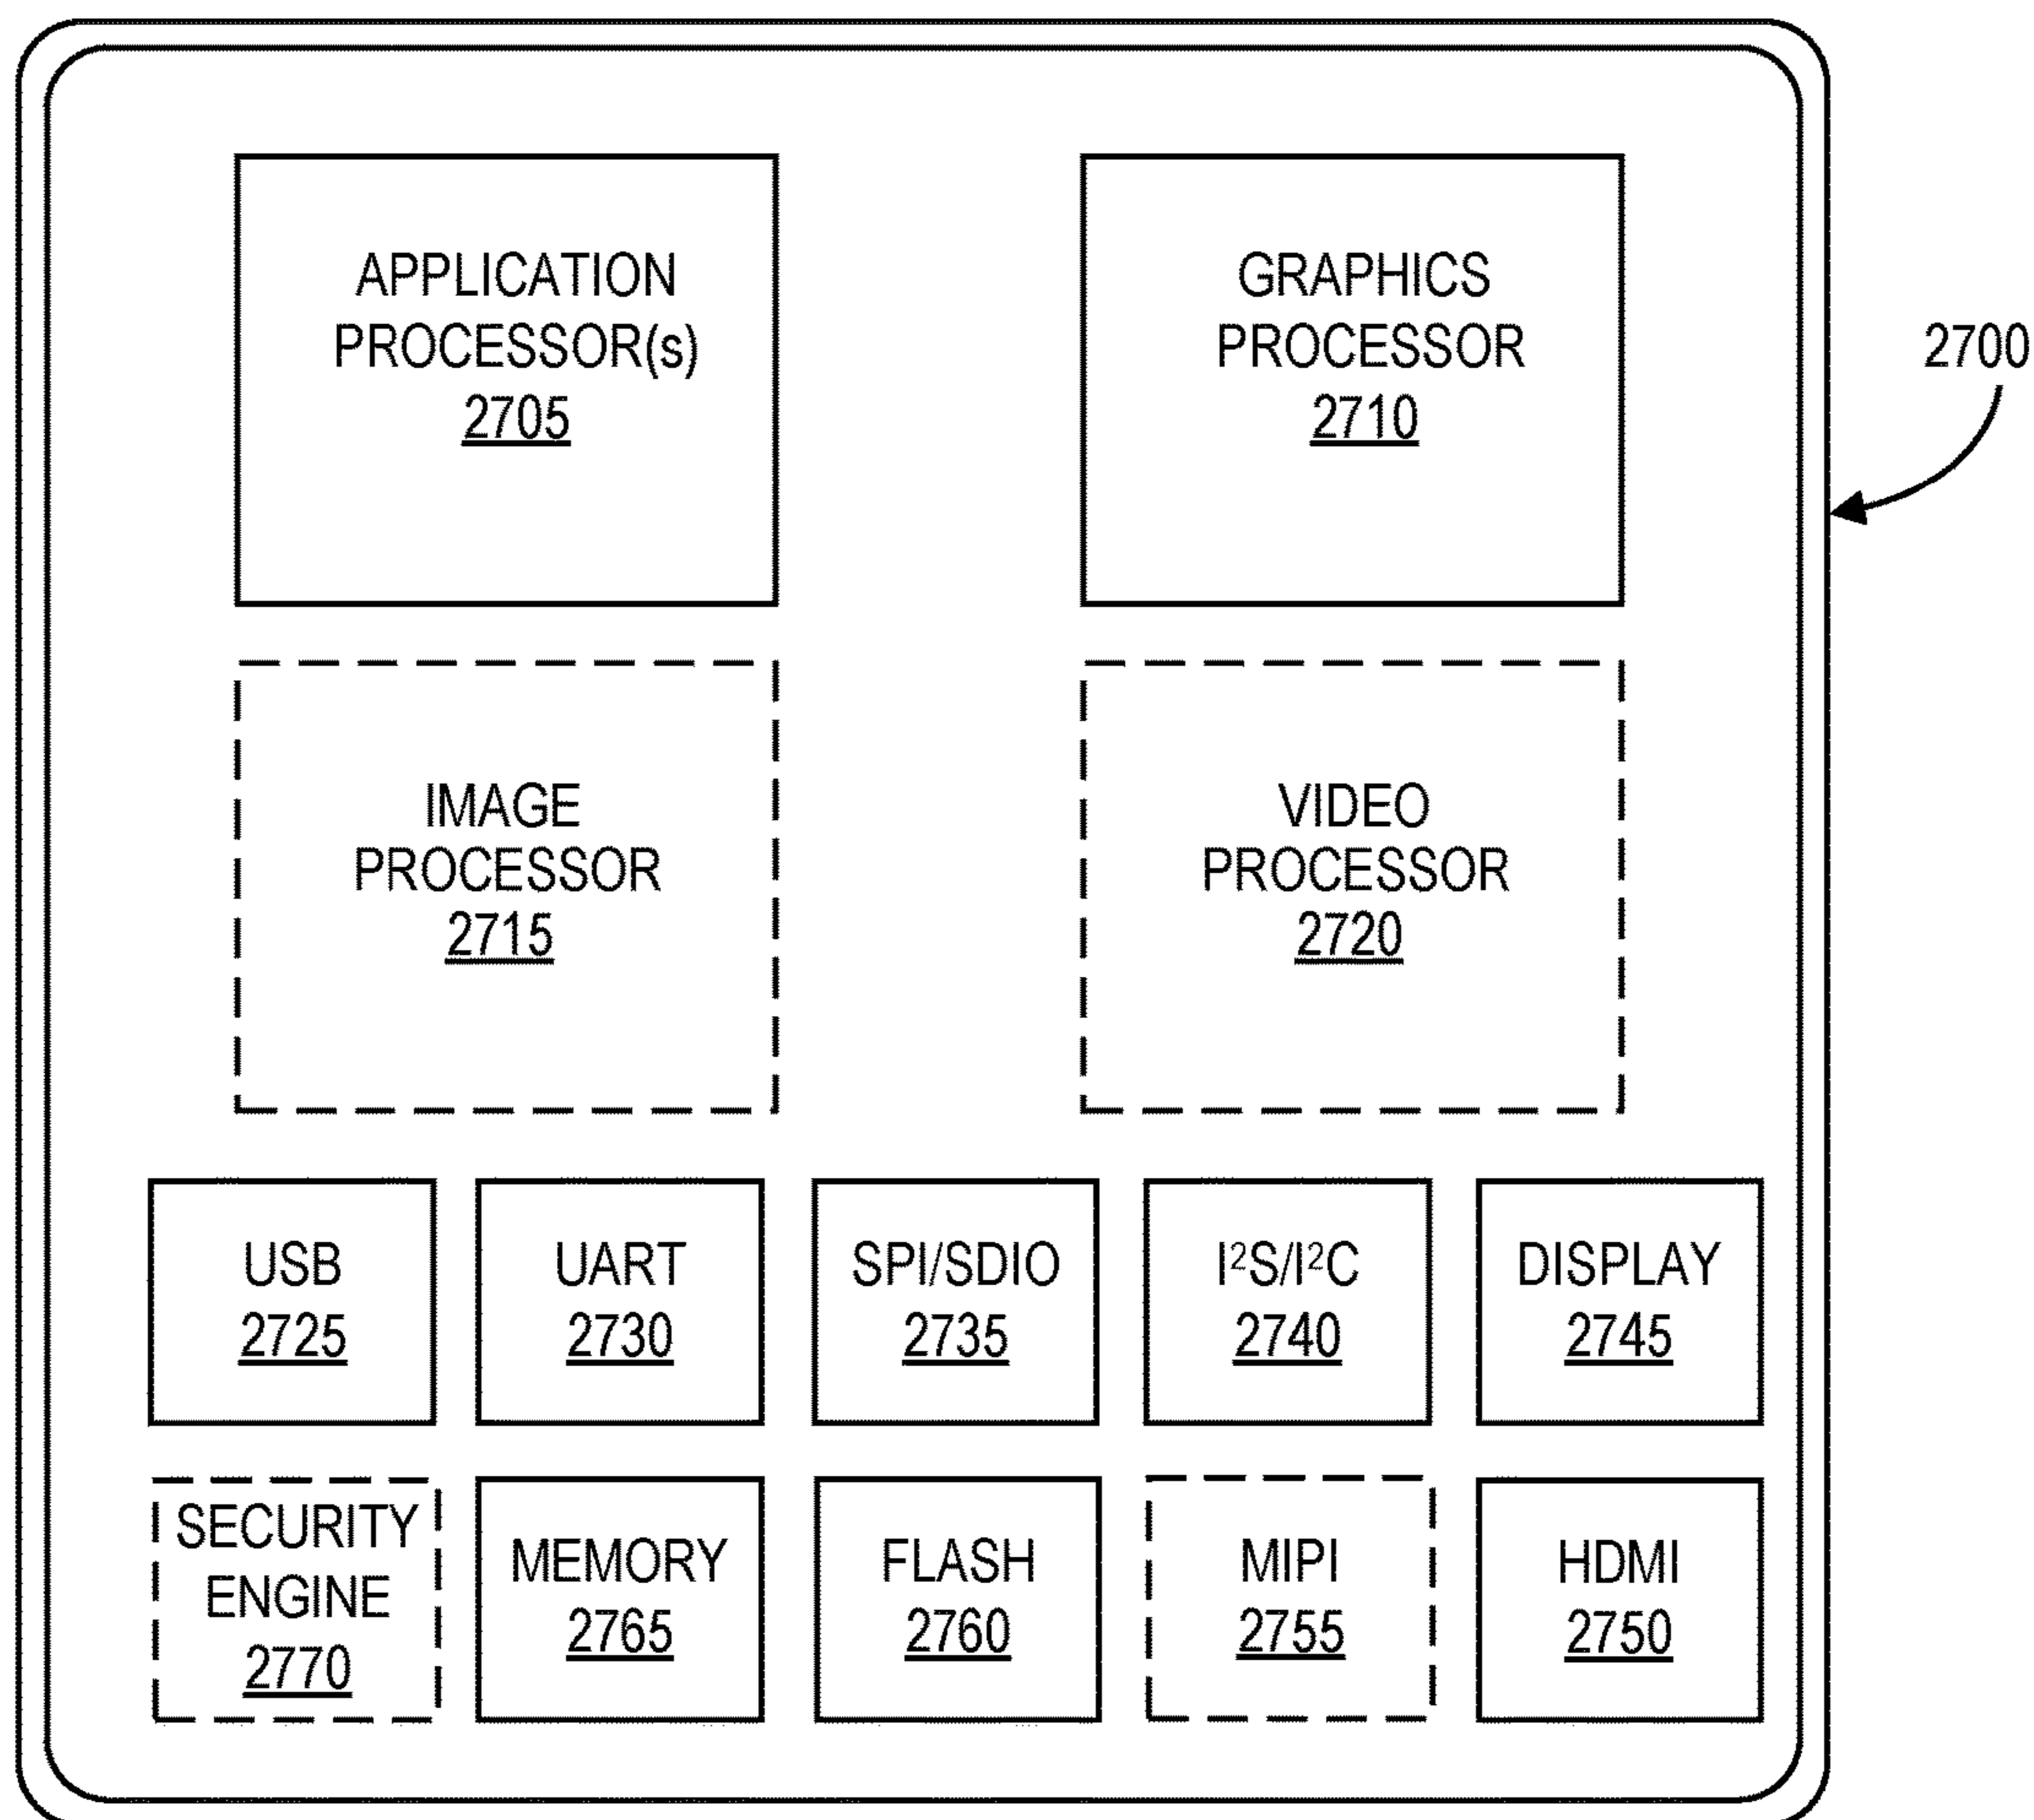 APPLICATION
PROCESSOR(s)
2705
GRAPHICS
PROCESSOR
2710
2700
IMAGE
PROCESSOR
2715
VIDEO
PROCESSOR
2720
USB
2725
UART
2730
SPI/SDIO
2735
I²S/I²C
2740
DISPLAY
2745
SECURITY
ENGINE
2770
MEMORY
2765
FLASH
2760
MIPI
2755
HDMI
2750